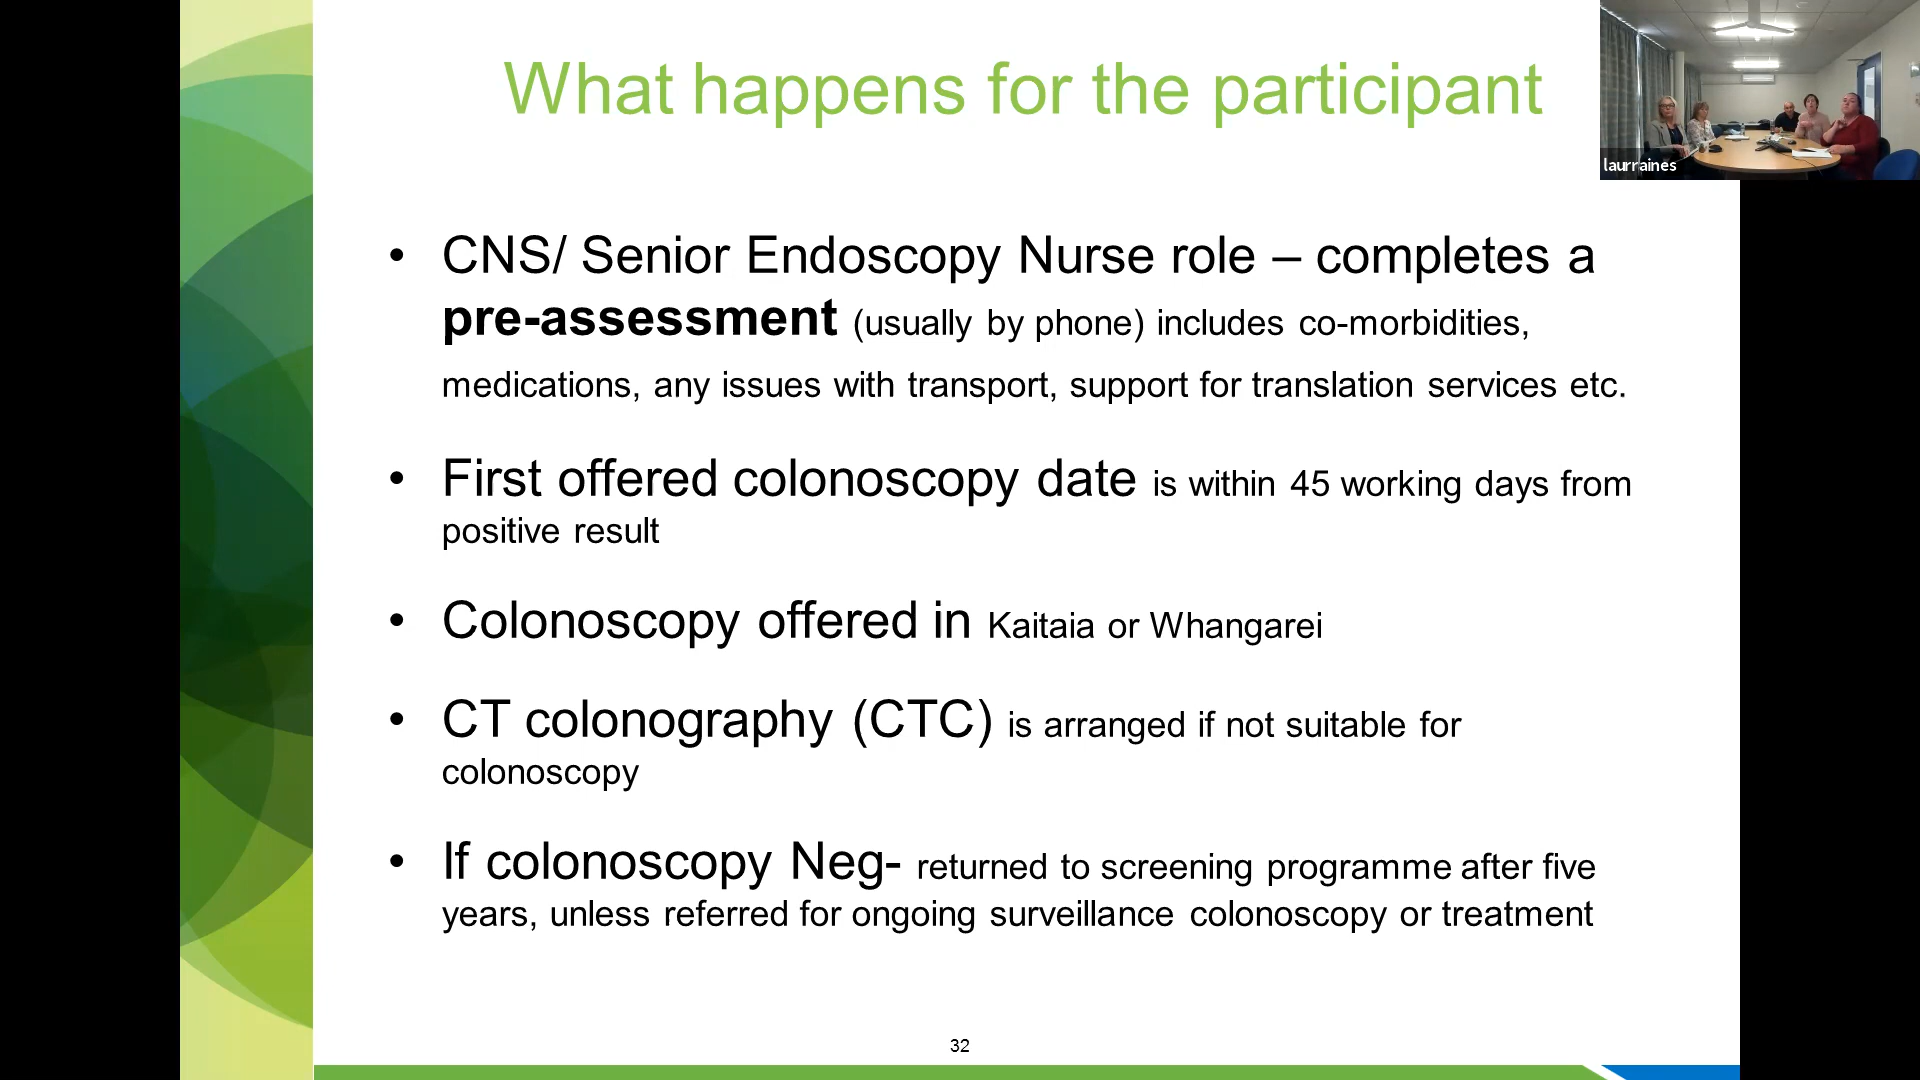 What happens for the participant
laurraines
• CNS/ Senior Endoscopy Nurse role – completes a
pre-assessment (usually by phone) includes co-morbidities,
medications, any issues with transport, support for translation services etc.
• First offered colonoscopy date is within 45 working days from
positive result
• Colonoscopy offered in Kaitaia or Whangarei
• CT colonography (CTC) is arranged if not suitable for
colonoscopy
• If colonoscopy Neg- returned to screening programme after five
years, unless referred for ongoing surveillance colonoscopy or treatment
32